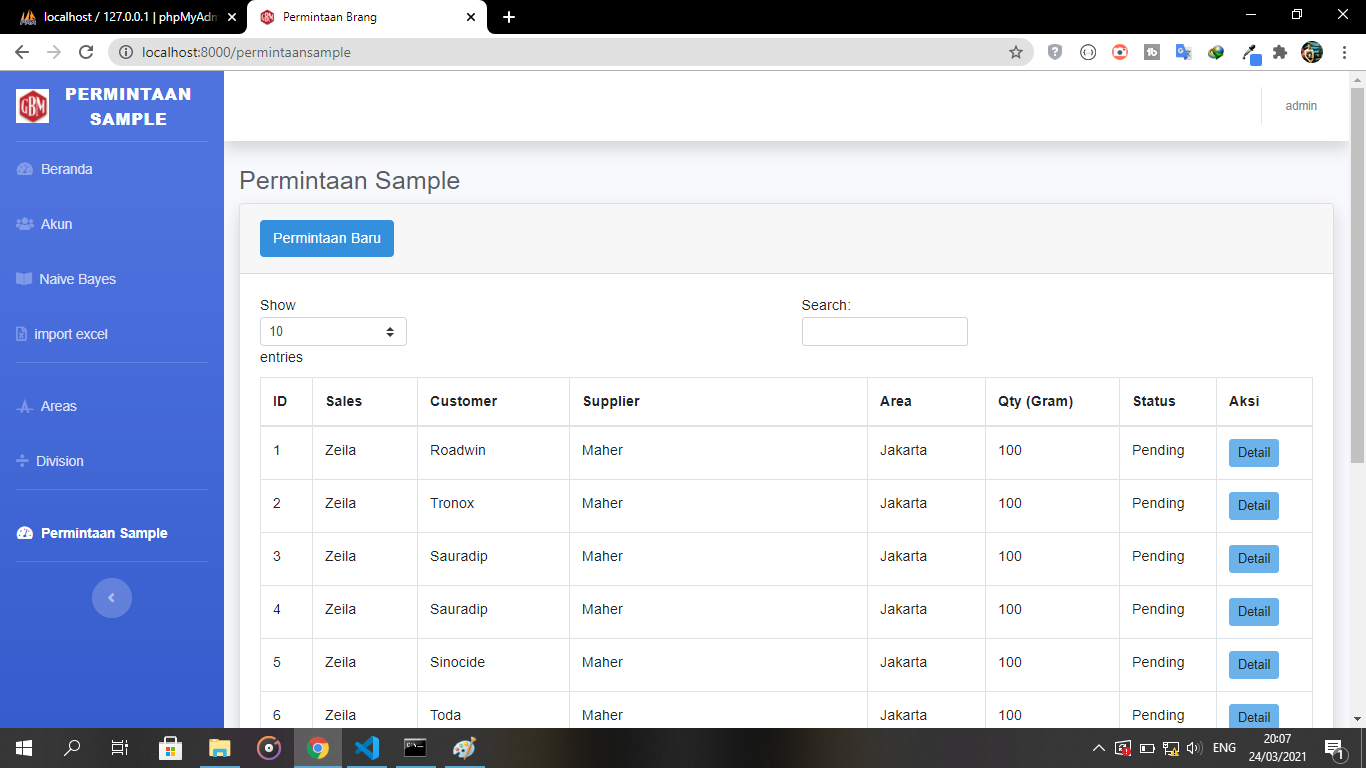 localhost / 127.0.0.1 | phpMyAdm
Permintaan Brang
localhost:8000/permintaansample
GBM
PERMINTAAN
SAMPLE
admin
Beranda
Akun
Naive Bayes
import excel
Areas
Division
Permintaan Sample
Permintaan Sample
Permintaan Baru
Show
10
entries
Search:
ID Sales Customer Supplier Area Qty (Gram) Status Aksi
1 Zeila Roadwin Maher Jakarta 100 Pending Detail
2 Zeila Tronox Maher Jakarta 100 Pending Detail
3 Zeila Sauradip Maher Jakarta 100 Pending Detail
4 Zeila Sauradip Maher Jakarta 100 Pending Detail
5 Zeila Sinocide Maher Jakarta 100 Pending Detail
6 Zeila Toda Maher Jakarta 100 Pending Detail
ENG
20:07
24/03/2021
1